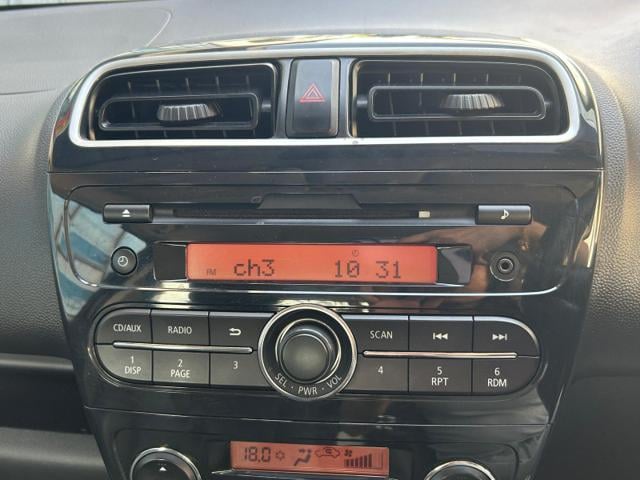 FM ch3 10 31
CD/AUX RADIO SCAN
1 DISP 2 PAGE 3 4 5 RPT 6 RDM
SEL · PWR · VOL
18.0